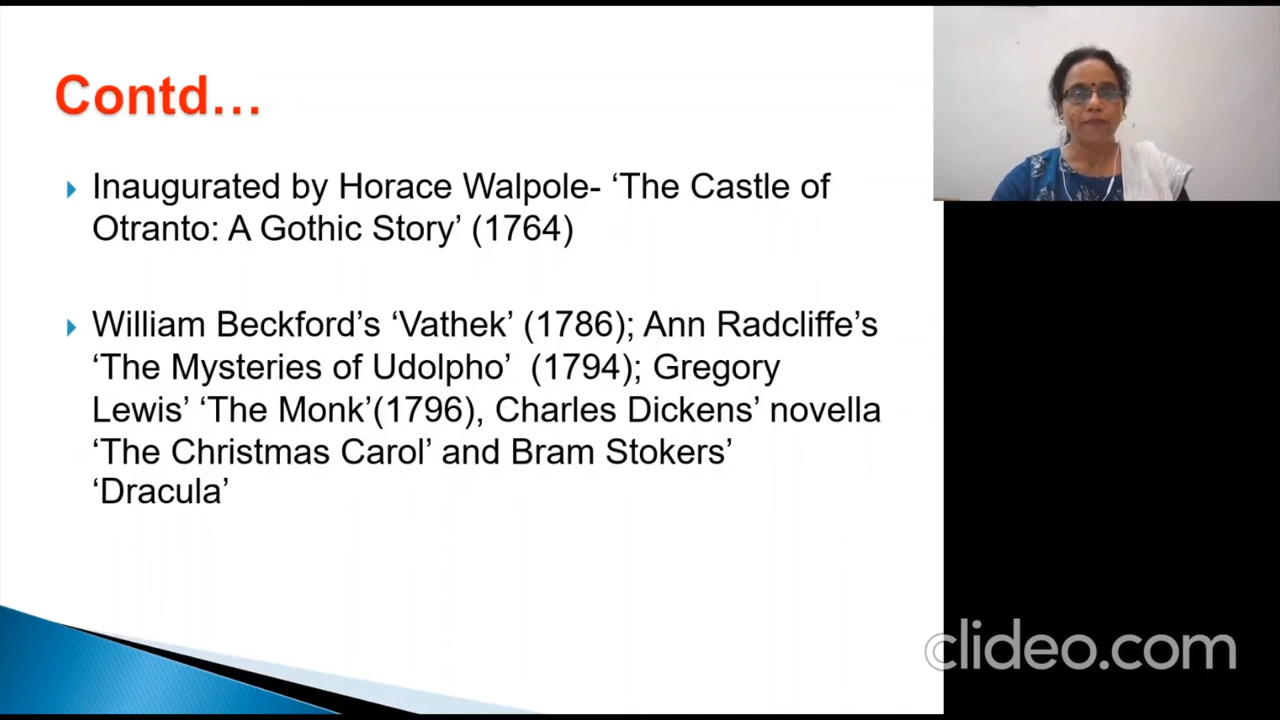 Contd...
Inaugurated by Horace Walpole- ‘The Castle of
Otranto: A Gothic Story’ (1764)
William Beckford’s ‘Vathek’ (1786); Ann Radcliffe’s
‘The Mysteries of Udolpho’  (1794); Gregory
Lewis’ ‘The Monk’(1796), Charles Dickens’ novella
‘The Christmas Carol’ and Bram Stokers’
‘Dracula’
clideo.com